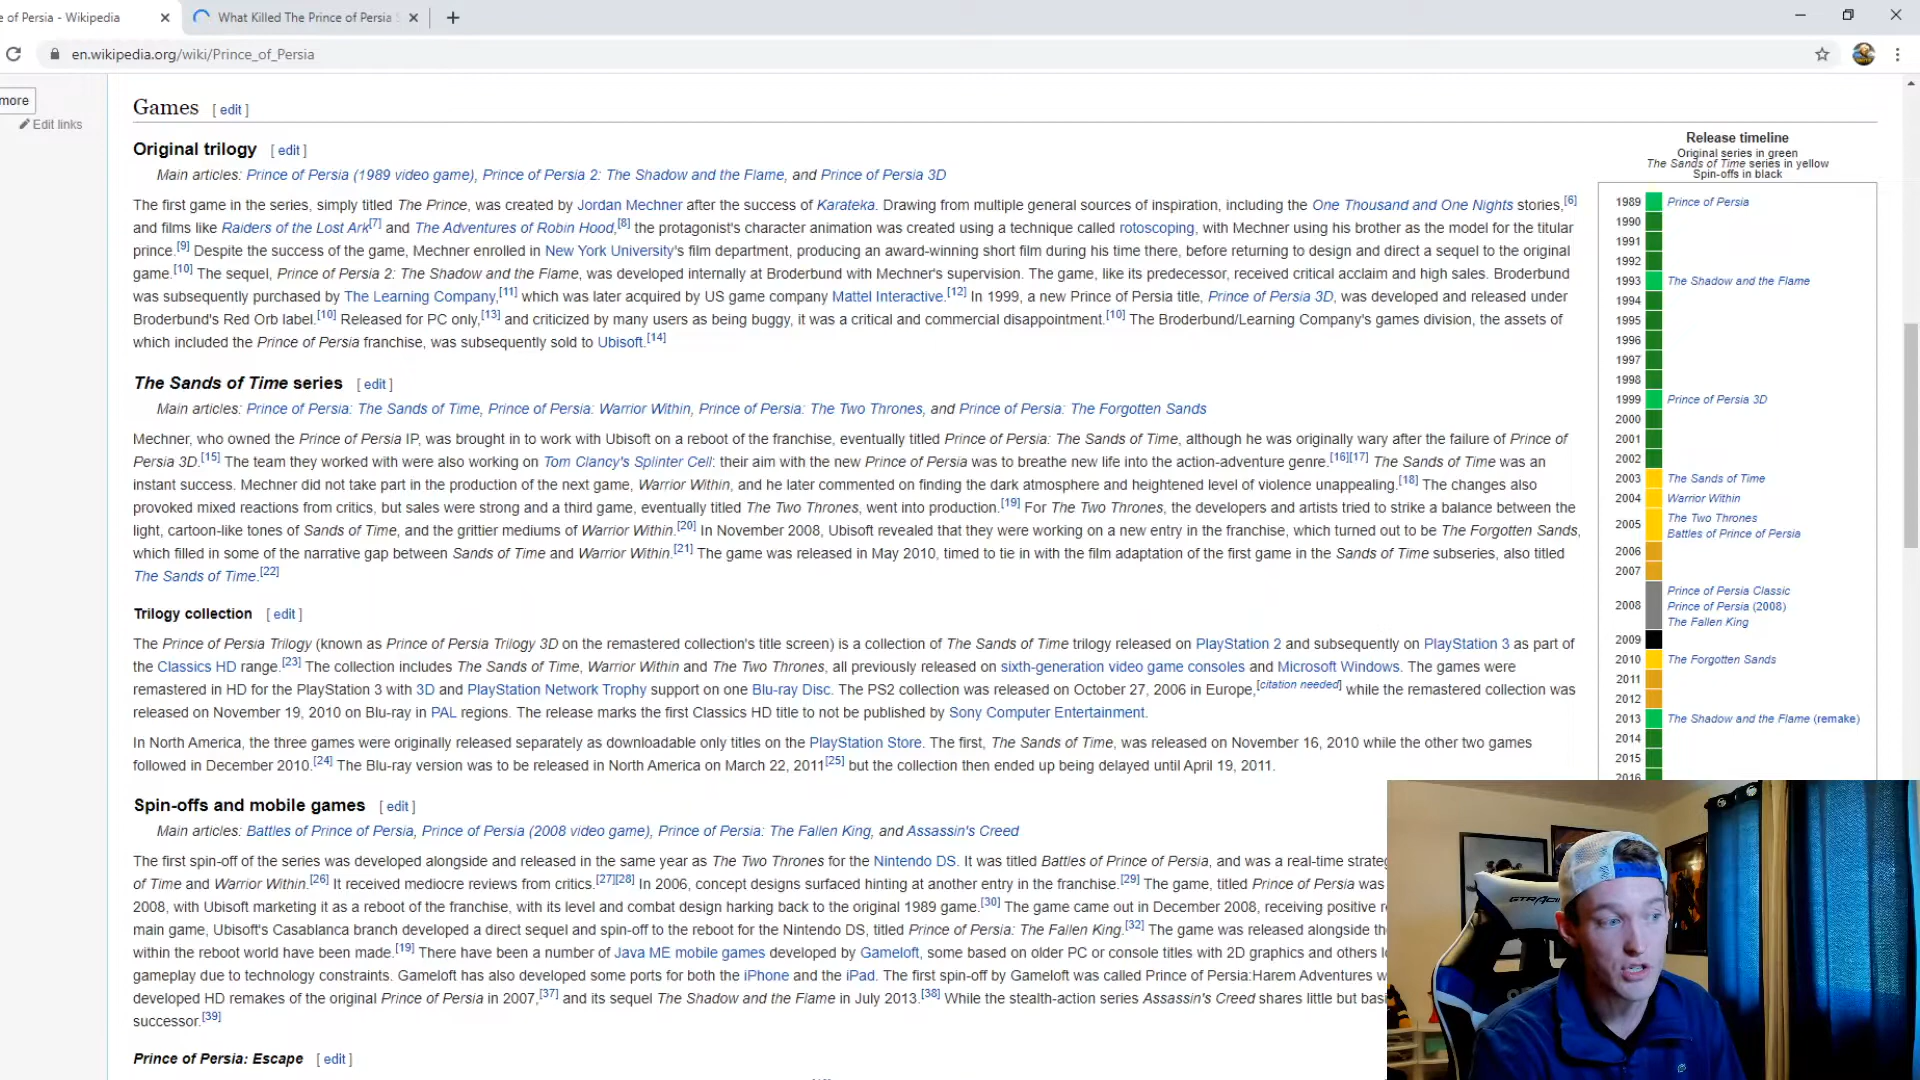 e of Persia - Wikipedia
What Killed The Prince of Persia
en.wikipedia.org/wiki/Prince_of_Persia
more
Edit links
Games [ edit ]
Original trilogy [ edit ]
Main articles: Prince of Persia (1989 video game), Prince of Persia 2: The Shadow and the Flame, and Prince of Persia 3D
The first game in the series, simply titled The Prince, was created by Jordan Mechner after the success of Karateka. Drawing from multiple general sources of inspiration, including the One Thousand and One Nights stories,[6]
and films like Raiders of the Lost Ark[7] and The Adventures of Robin Hood,[8] the protagonist's character animation was created using a technique called rotoscoping, with Mechner using his brother as the model for the titular
prince.[9] Despite the success of the game, Mechner enrolled in New York University's film department, producing an award-winning short film during his time there, before returning to design and direct a sequel to the original
game.[10] The sequel, Prince of Persia 2: The Shadow and the Flame, was developed internally at Broderbund with Mechner's supervision. The game, like its predecessor, received critical acclaim and high sales. Broderbund
was subsequently purchased by The Learning Company,[11] which was later acquired by US game company Mattel Interactive.[12] In 1999, a new Prince of Persia title, Prince of Persia 3D, was developed and released under
Broderbund's Red Orb label.[10] Released for PC only,[13] and criticized by many users as being buggy, it was a critical and commercial disappointment.[10] The Broderbund/Learning Company's games division, the assets of
which included the Prince of Persia franchise, was subsequently sold to Ubisoft.[14]
The Sands of Time series [ edit ]
Main articles: Prince of Persia: The Sands of Time, Prince of Persia: Warrior Within, Prince of Persia: The Two Thrones, and Prince of Persia: The Forgotten Sands
Mechner, who owned the Prince of Persia IP, was brought in to work with Ubisoft on a reboot of the franchise, eventually titled Prince of Persia: The Sands of Time, although he was originally wary after the failure of Prince of
Persia 3D.[15] The team they worked with were also working on Tom Clancy's Splinter Cell: their aim with the new Prince of Persia was to breathe new life into the action-adventure genre.[16][17] The Sands of Time was an
instant success. Mechner did not take part in the production of the next game, Warrior Within, and he later commented on finding the dark atmosphere and heightened level of violence unappealing.[18] The changes also
provoked mixed reactions from critics, but sales were strong and a third game, eventually titled The Two Thrones, went into production.[19] For The Two Thrones, the developers and artists tried to strike a balance between the
light, cartoon-like tones of Sands of Time, and the grittier mediums of Warrior Within.[20] In November 2008, Ubisoft revealed that they were working on a new entry in the franchise, which turned out to be The Forgotten Sands,
which filled in some of the narrative gap between Sands of Time and Warrior Within.[21] The game was released in May 2010, timed to tie in with the film adaptation of the first game in the Sands of Time subseries, also titled
The Sands of Time.[22]
Trilogy collection [ edit ]
The Prince of Persia Trilogy (known as Prince of Persia Trilogy 3D on the remastered collection's title screen) is a collection of The Sands of Time trilogy released on PlayStation 2 and subsequently on PlayStation 3 as part of
the Classics HD range.[23] The collection includes The Sands of Time, Warrior Within and The Two Thrones, all previously released on sixth-generation video game consoles and Microsoft Windows. The games were
remastered in HD for the PlayStation 3 with 3D and PlayStation Network Trophy support on one Blu-ray Disc. The PS2 collection was released on October 27, 2006 in Europe,[citation needed] while the remastered collection was
released on November 19, 2010 on Blu-ray in PAL regions. The release marks the first Classics HD title to not be published by Sony Computer Entertainment.
In North America, the three games were originally released separately as downloadable only titles on the PlayStation Store. The first, The Sands of Time, was released on November 16, 2010 while the other two games
followed in December 2010.[24] The Blu-ray version was to be released in North America on March 22, 2011[25] but the collection then ended up being delayed until April 19, 2011.
Spin-offs and mobile games [ edit ]
Main articles: Battles of Prince of Persia, Prince of Persia (2008 video game), Prince of Persia: The Fallen King, and Assassin's Creed
The first spin-off of the series was developed alongside and released in the same year as The Two Thrones for the Nintendo DS. It was titled Battles of Prince of Persia, and was a real-time strateg
of Time and Warrior Within.[26] It received mediocre reviews from critics.[27][28] In 2006, concept designs surfaced hinting at another entry in the franchise.[29] The game, titled Prince of Persia was
2008, with Ubisoft marketing it as a reboot of the franchise, with its level and combat design harking back to the original 1989 game.[30] The game came out in December 2008, receiving positive r
main game, Ubisoft's Casablanca branch developed a direct sequel and spin-off to the reboot for the Nintendo DS, titled Prince of Persia: The Fallen King.[32] The game was released alongside th
within the reboot world have been made.[19] There have been a number of Java ME mobile games developed by Gameloft, some based on older PC or console titles with 2D graphics and others l
gameplay due to technology constraints. Gameloft has also developed some ports for both the iPhone and the iPad. The first spin-off by Gameloft was called Prince of Persia:Harem Adventures w
developed HD remakes of the original Prince of Persia in 2007,[37] and its sequel The Shadow and the Flame in July 2013.[38] While the stealth-action series Assassin's Creed shares little but basi
successor.[39]
Prince of Persia: Escape [ edit ]
Release timeline
Original series in green
The Sands of Time series in yellow
Spin-offs in black
1989 Prince of Persia
1990
1991
1992
1993 The Shadow and the Flame
1994
1995
1996
1997
1998
1999 Prince of Persia 3D
2000
2001
2002
2003 The Sands of Time
2004 Warrior Within
2005 The Two Thrones
Battles of Prince of Persia
2006
2007
2008 Prince of Persia Classic
Prince of Persia (2008)
The Fallen King
2009
2010 The Forgotten Sands
2011
2012
2013 The Shadow and the Flame (remake)
2014
2015
2016